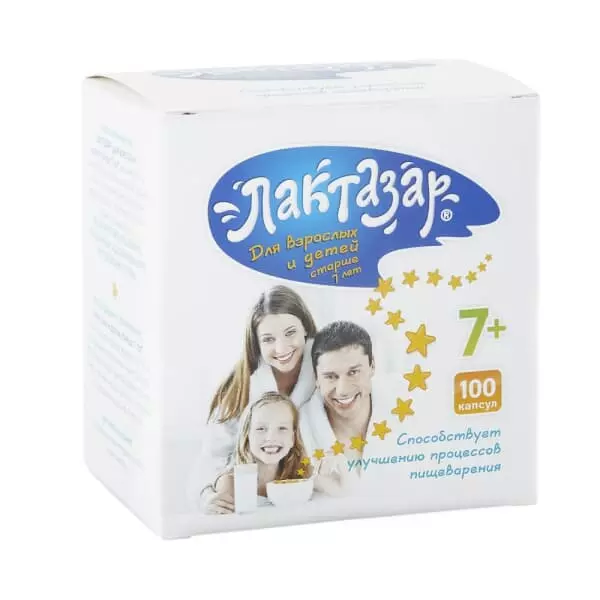 Лактазар®
Для взрослых
и детей
старше
7 лет
7+
100
капсул
Способствует
улучшению процессов
пищеварения